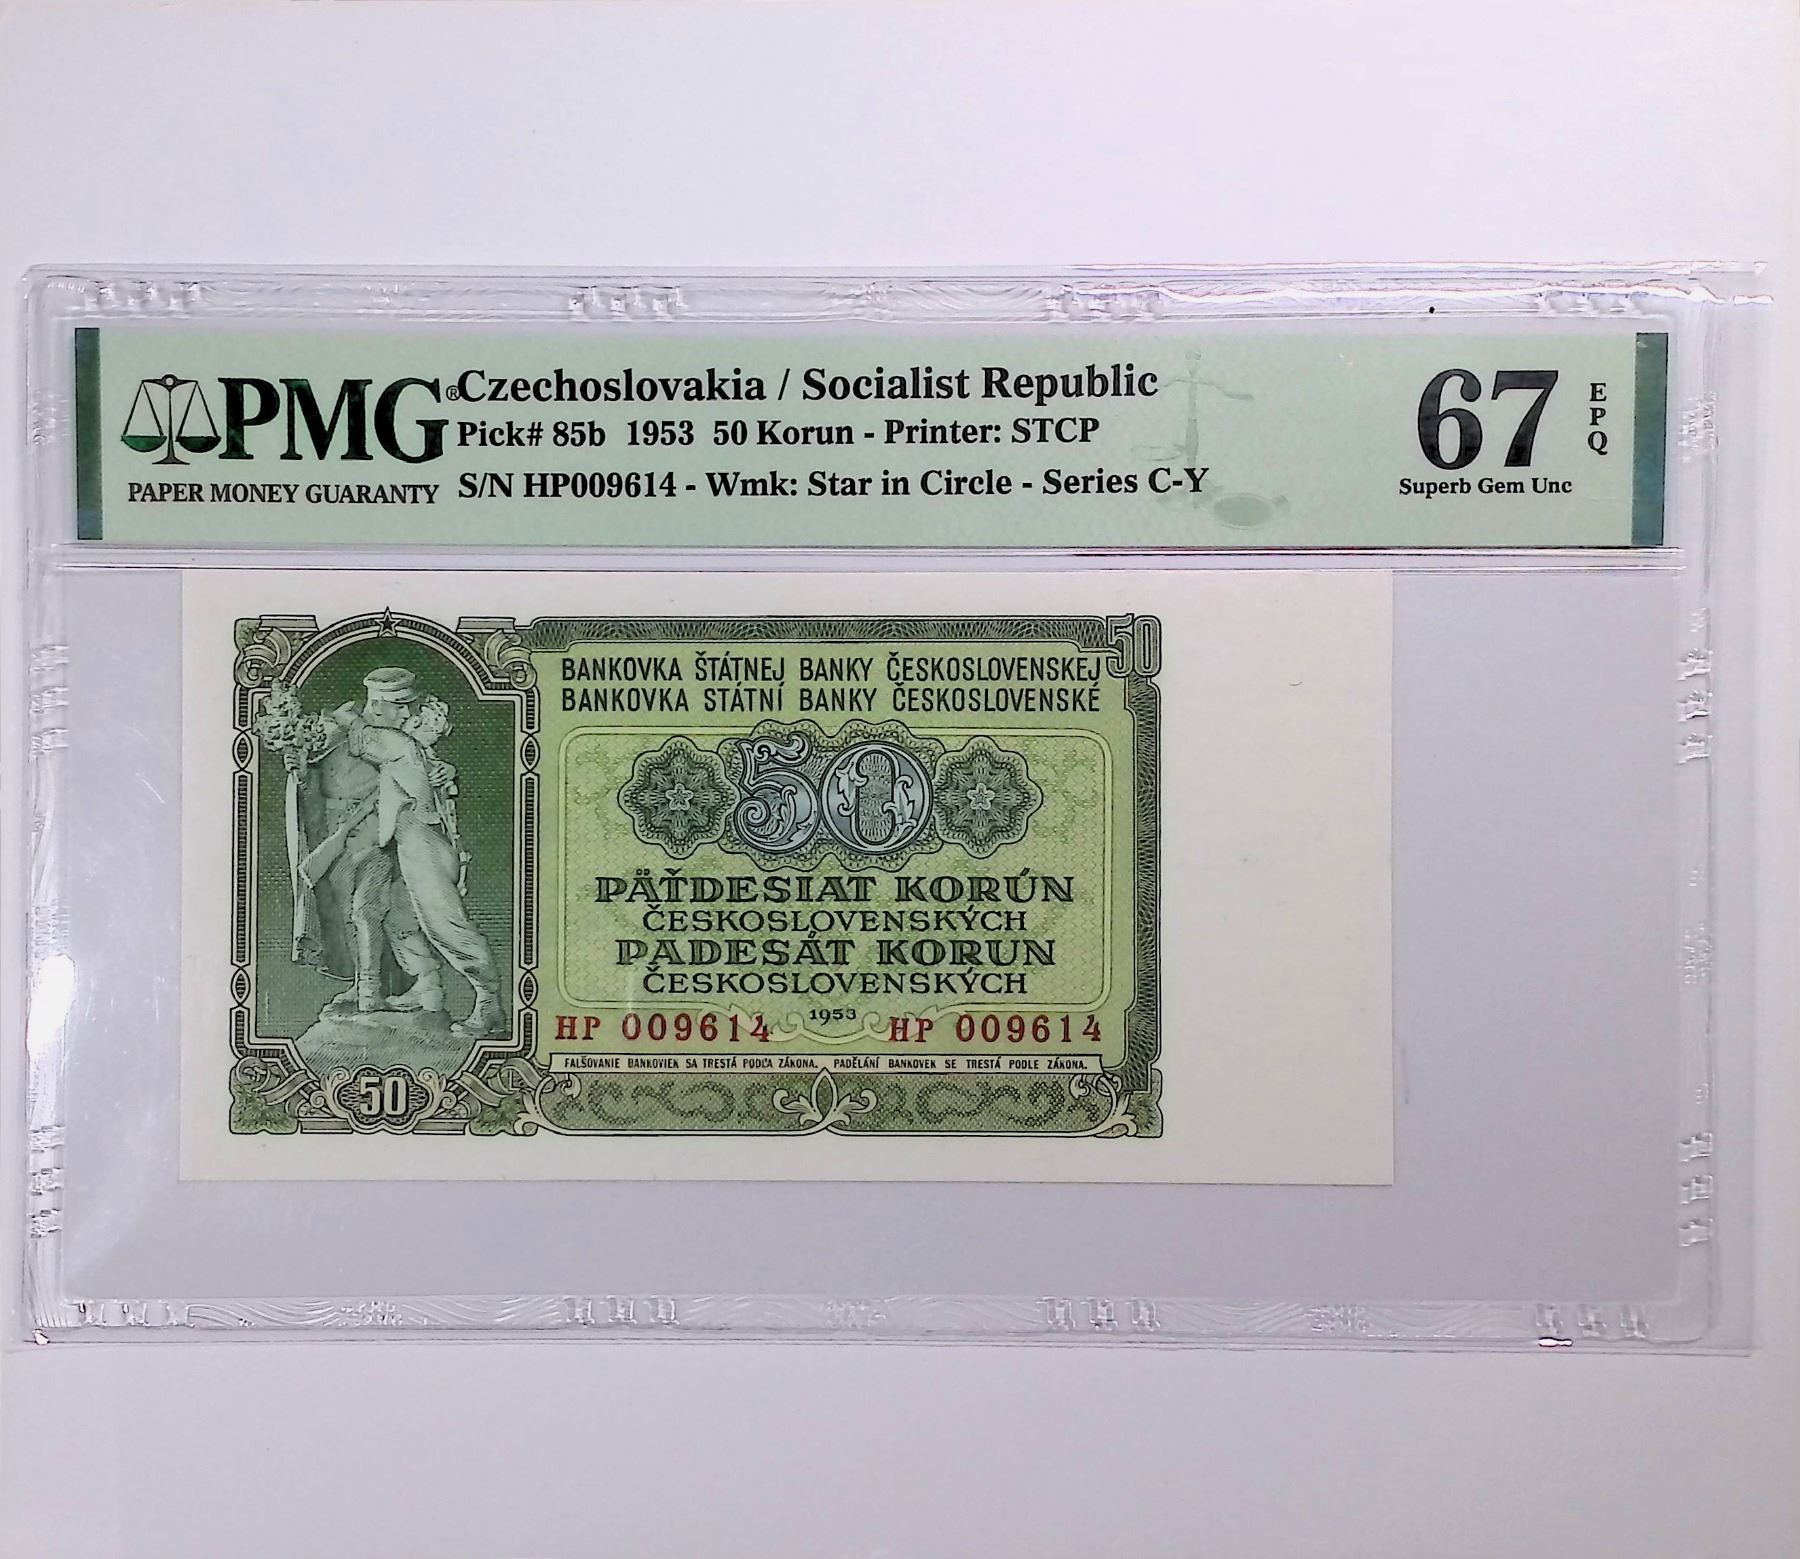 PMG®
PAPER MONEY GUARANTY
Czechoslovakia / Socialist Republic
Pick# 85b 1953 50 Korun - Printer: STCP
S/N HP009614 - Wmk: Star in Circle - Series C-Y
67
EPQ
Superb Gem Unc
50
BANKOVKA ŠTÁTNEJ BANKY ČESKOSLOVENSKEJ
BANKOVKA STÁTNÍ BANKY ČESKOSLOVENSKÉ
50
PÄŤDESIAT KORÚN
ČESKOSLOVENSKÝCH
PADESÁT KORUN
ČESKOSLOVENSKÝCH
1953
HP 009614 HP 009614
FALŠOVANIE BANKOVIEK SA TRESTÁ PODĽA ZÁKONA. PADĚLÁNÍ BANKOVEK SE TRESTÁ PODLE ZÁKONA.
50